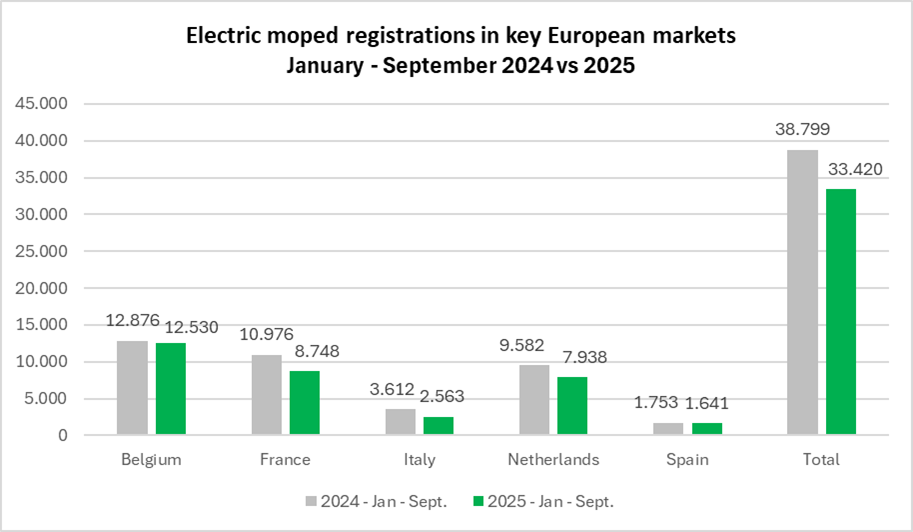 Electric moped registrations in key European markets
January - September 2024 vs 2025
45.000
40.000
35.000
30.000
25.000
20.000
15.000
10.000
5.000
0
12.876
12.530
10.976
8.748
3.612
2.563
9.582
7.938
1.753
1.641
38.799
33.420
Belgium
France
Italy
Netherlands
Spain
Total
2024 - Jan - Sept.
2025 - Jan - Sept.